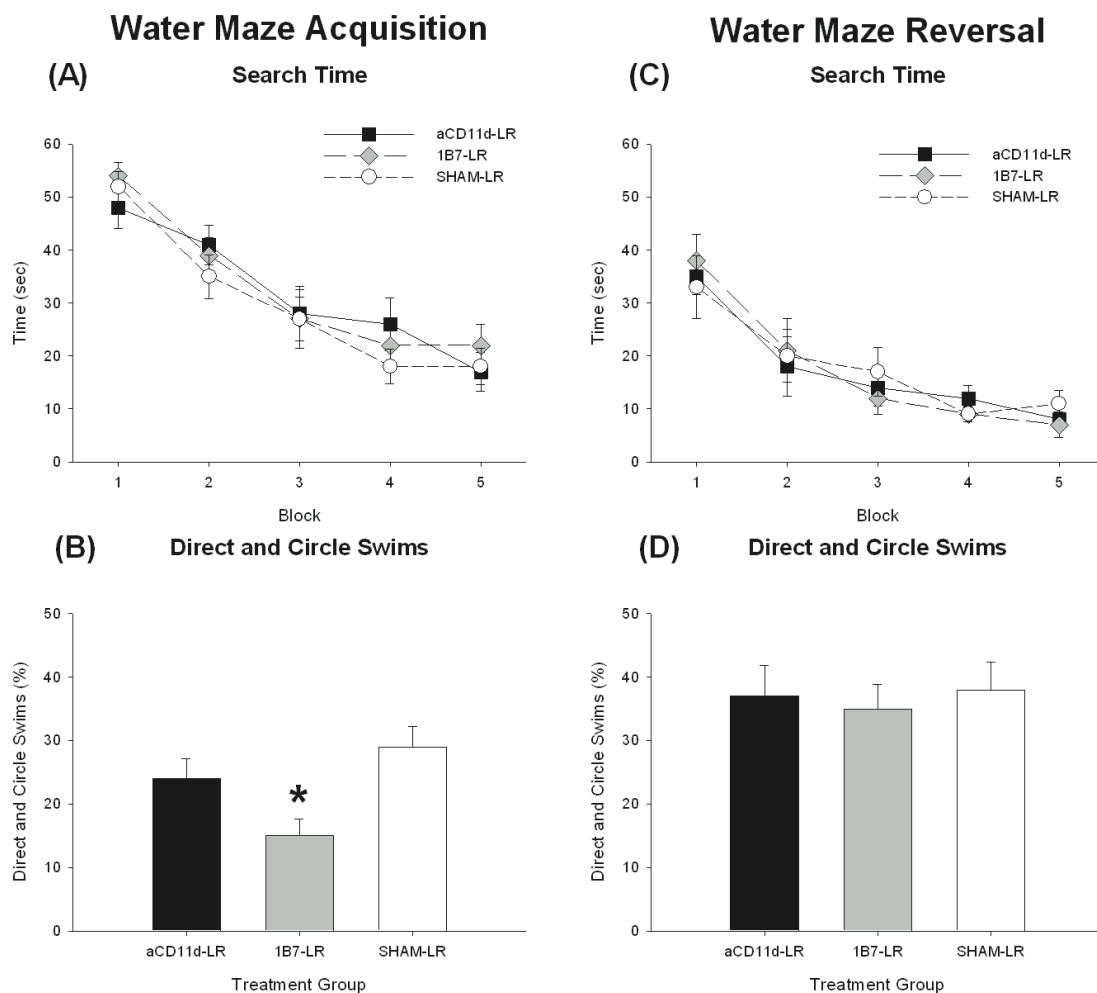 Water Maze Acquisition
(A)
Search Time
aCD11d-LR
1B7-LR
SHAM-LR
60
50
40
30
20
10
0
Time (sec)
1 2 3 4 5
Block
(B)
Direct and Circle Swims
50
40
30
20
10
0
Direct and Circle Swims (%)
*
aCD11d-LR 1B7-LR SHAM-LR
Treatment Group
Water Maze Reversal
(C)
Search Time
aCD11d-LR
1B7-LR
SHAM-LR
60
50
40
30
20
10
0
Time (sec)
1 2 3 4 5
Block
(D)
Direct and Circle Swims
50
40
30
20
10
0
Direct and Circle Swims (%)
aCD11d-LR 1B7-LR SHAM-LR
Treatment Group